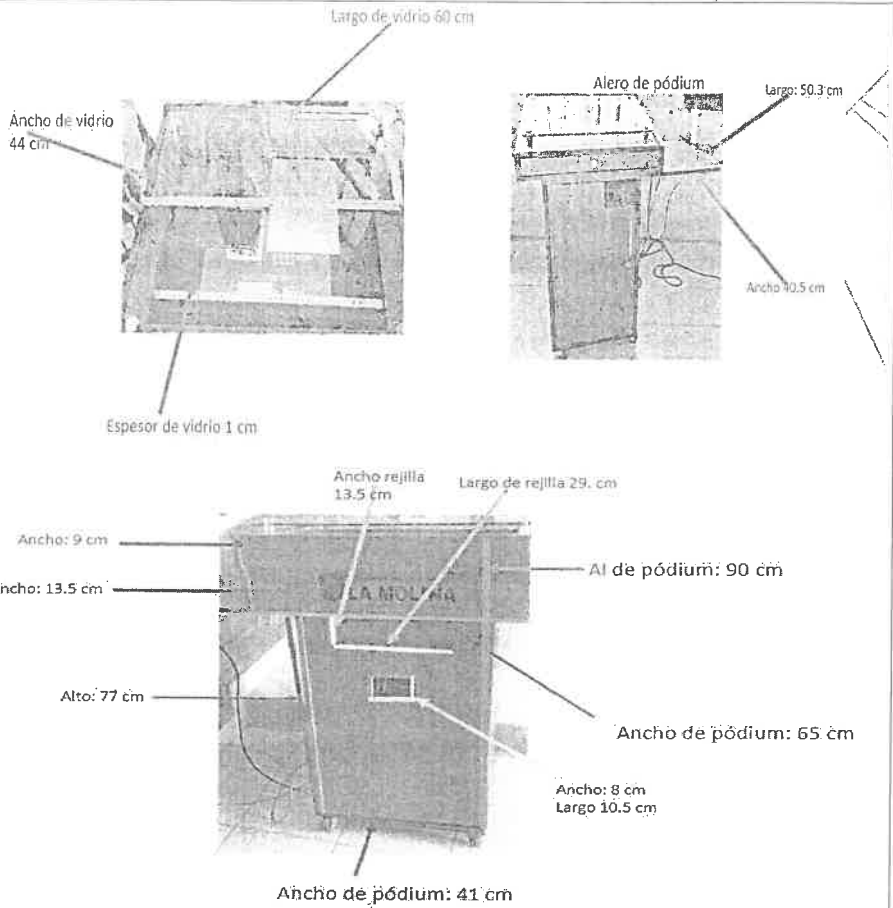 Largo de vidrio 60 cm
Alero de pódium
Largo: 50.3 cm
Ancho de vidrio
44 cm
Ancho 40.5 cm
Espesor de vidrio 1 cm
Ancho rejilla
13.5 cm
Largo de rejilla 29. cm
Ancho: 9 cm
Al de pódium: 90 cm
ncho: 13.5 cm
LA MOLINA
Alto: 77 cm
Ancho de pódium: 65 cm
Ancho: 8 cm
Largo 10.5 cm
Ancho de pódium: 41 cm